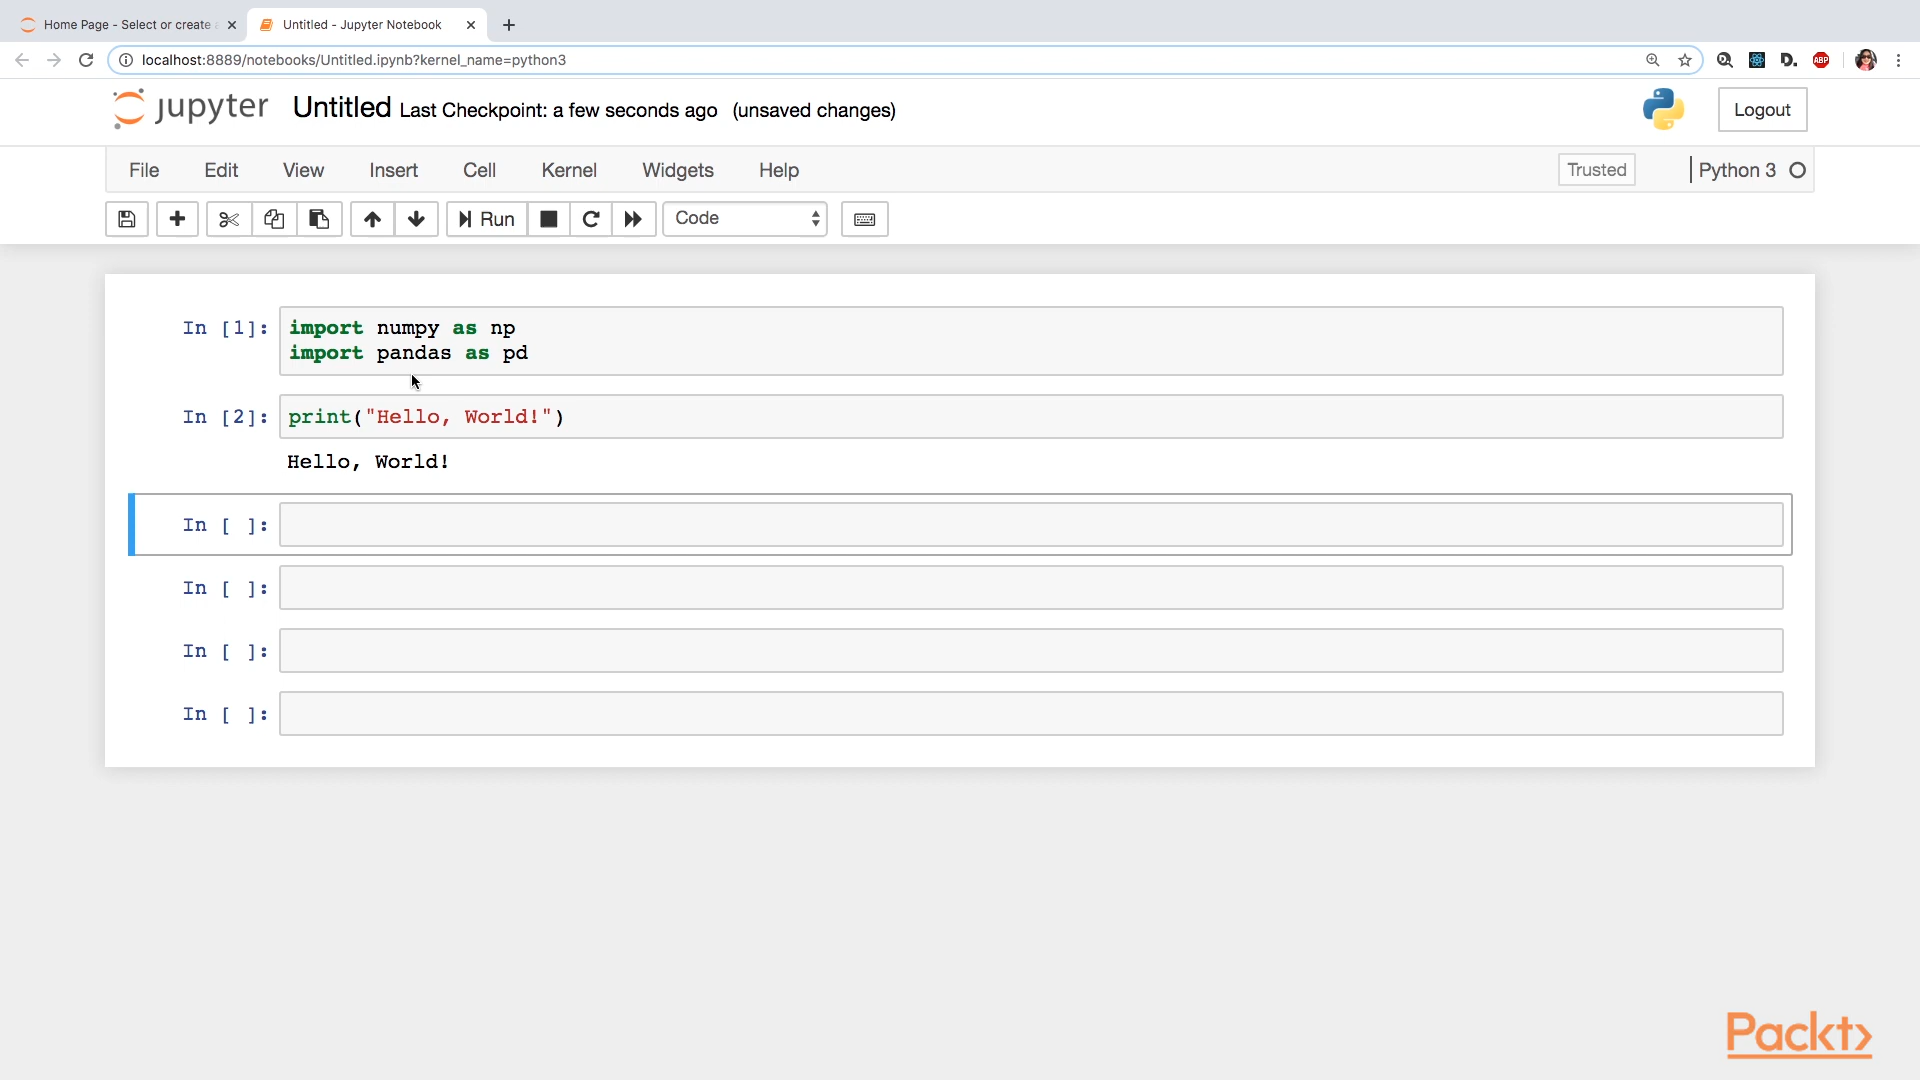 Home Page - Select or create
Untitled - Jupyter Notebook
localhost:8889/notebooks/Untitled.ipynb?kernel_name=python3
D.
ABP
jupyter Untitled Last Checkpoint: a few seconds ago (unsaved changes)
Logout
File Edit View Insert Cell Kernel Widgets Help
Trusted
Python 3
Run
Code
In [1]: import numpy as np
import pandas as pd
In [2]: print("Hello, World!")
Hello, World!
In [ ]:
In [ ]:
In [ ]:
In [ ]:
Packt>